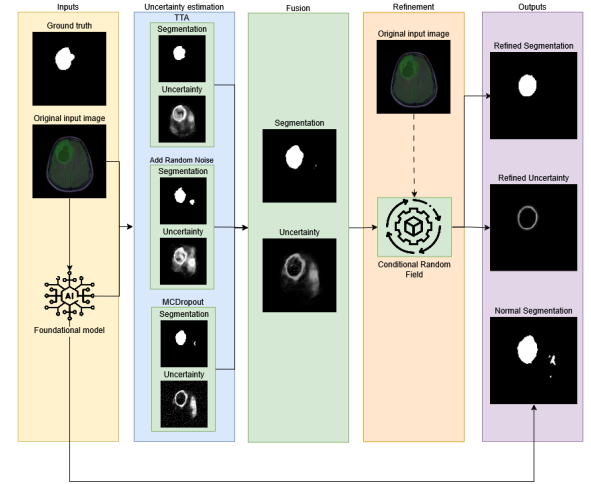 Inputs
Ground truth
Original input image
AI
Foundational model
Uncertainty estimation
TTA
Segmentation
Uncertainty
Add Random Noise
Segmentation
Uncertainty
MCDropout
Segmentation
Uncertainty
Fusion
Segmentation
Uncertainty
Refinement
Original input image
Conditional Random
Field
Outputs
Refined Segmentation
Refined Uncertainty
Normal Segmentation